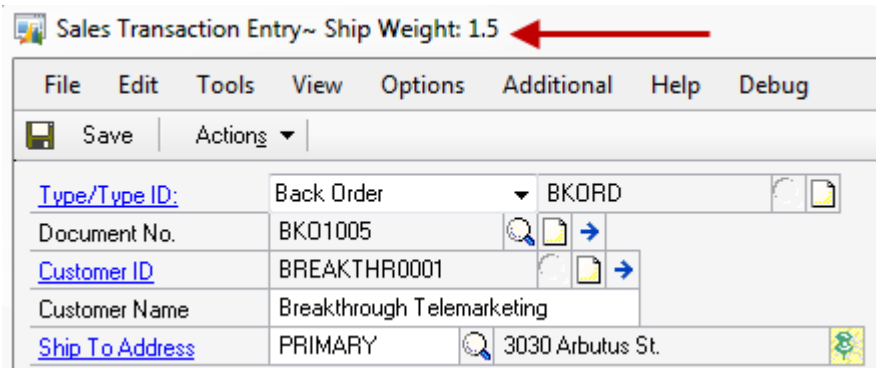 Sales Transaction Entry~ Ship Weight: 1.5
File Edit Tools View Options Additional Help Debug
Save Actions
Type/Type ID: Back Order BKORD
Document No. BKO1005
Customer ID BREAKTHR0001
Customer Name Breakthrough Telemarketing
Ship To Address PRIMARY 3030 Arbutus St.